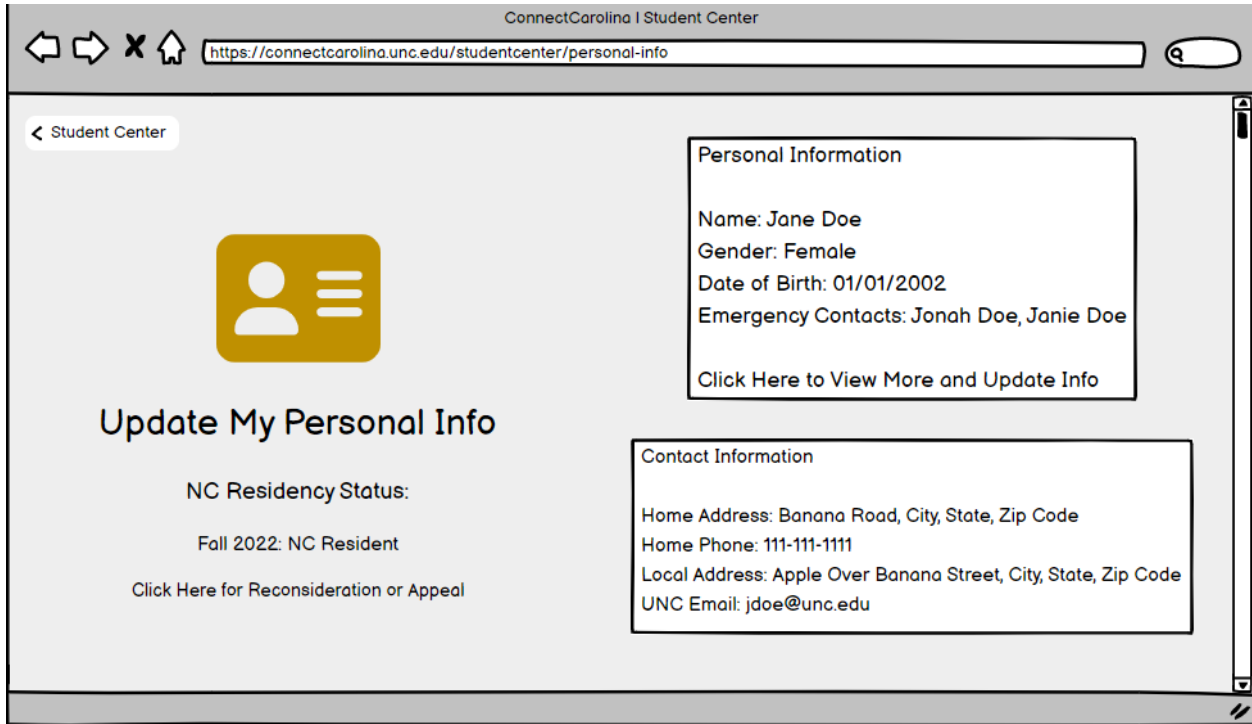 ConnectCarolina I Student Center
https://connectcarolina.unc.edu/studentcenter/personal-info
Student Center
Update My Personal Info
NC Residency Status:
Fall 2022: NC Resident
Click Here for Reconsideration or Appeal
Personal Information
Name: Jane Doe
Gender: Female
Date of Birth: 01/01/2002
Emergency Contacts: Jonah Doe, Janie Doe
Click Here to View More and Update Info
Contact Information
Home Address: Banana Road, City, State, Zip Code
Home Phone: 111-111-1111
Local Address: Apple Over Banana Street, City, State, Zip Code
UNC Email: jdoe@unc.edu